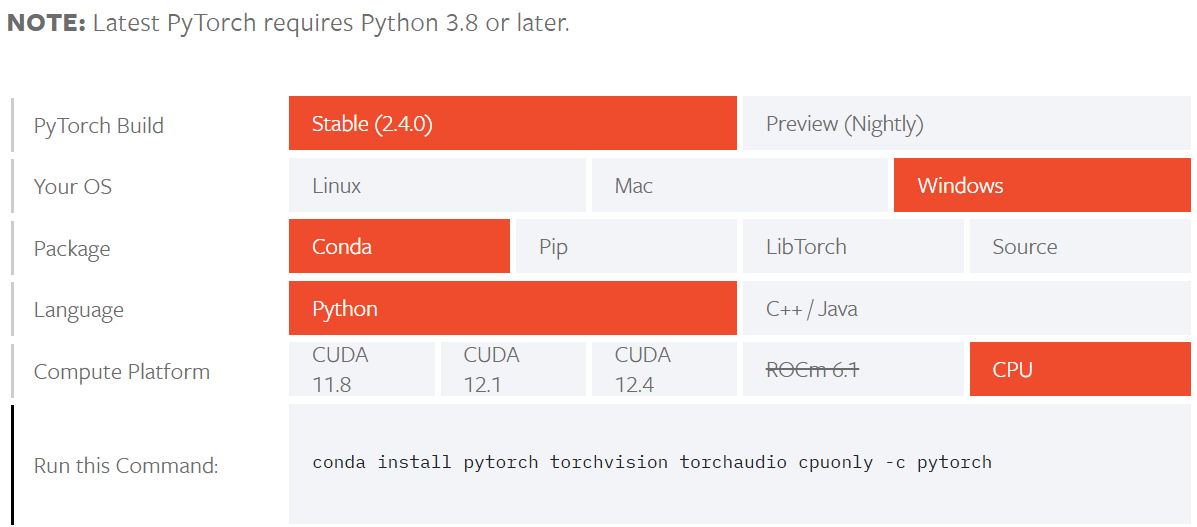 NOTE: Latest PyTorch requires Python 3.8 or later.
PyTorch Build
Stable (2.4.0)
Preview (Nightly)
Your OS
Linux
Mac
Windows
Package
Conda
Pip
LibTorch
Source
Language
Python
C++ / Java
Compute Platform
CUDA
11.8
CUDA
12.1
CUDA
12.4
ROCm 6.1
CPU
Run this Command:
conda install pytorch torchvision torchaudio cpuonly -c pytorch